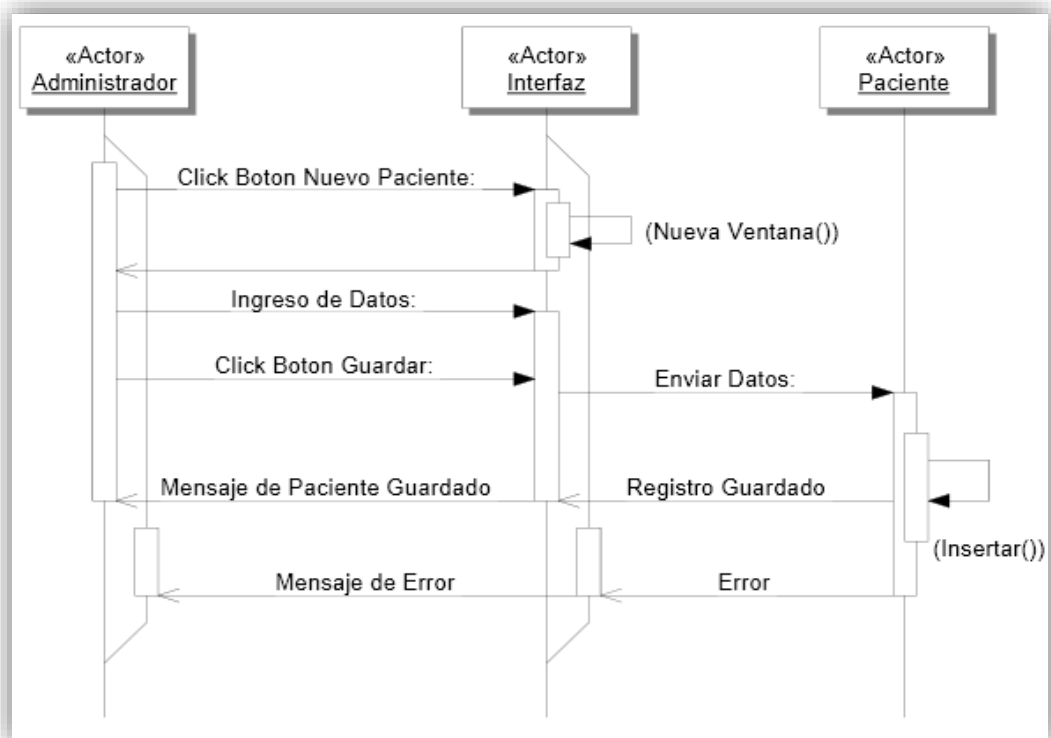 «Actor»
Administrador
«Actor»
Interfaz
«Actor»
Paciente
Click Boton Nuevo Paciente:
(Nueva Ventana())
Ingreso de Datos:
Click Boton Guardar:
Enviar Datos:
Mensaje de Paciente Guardado
Registro Guardado
(Insertar())
Mensaje de Error
Error